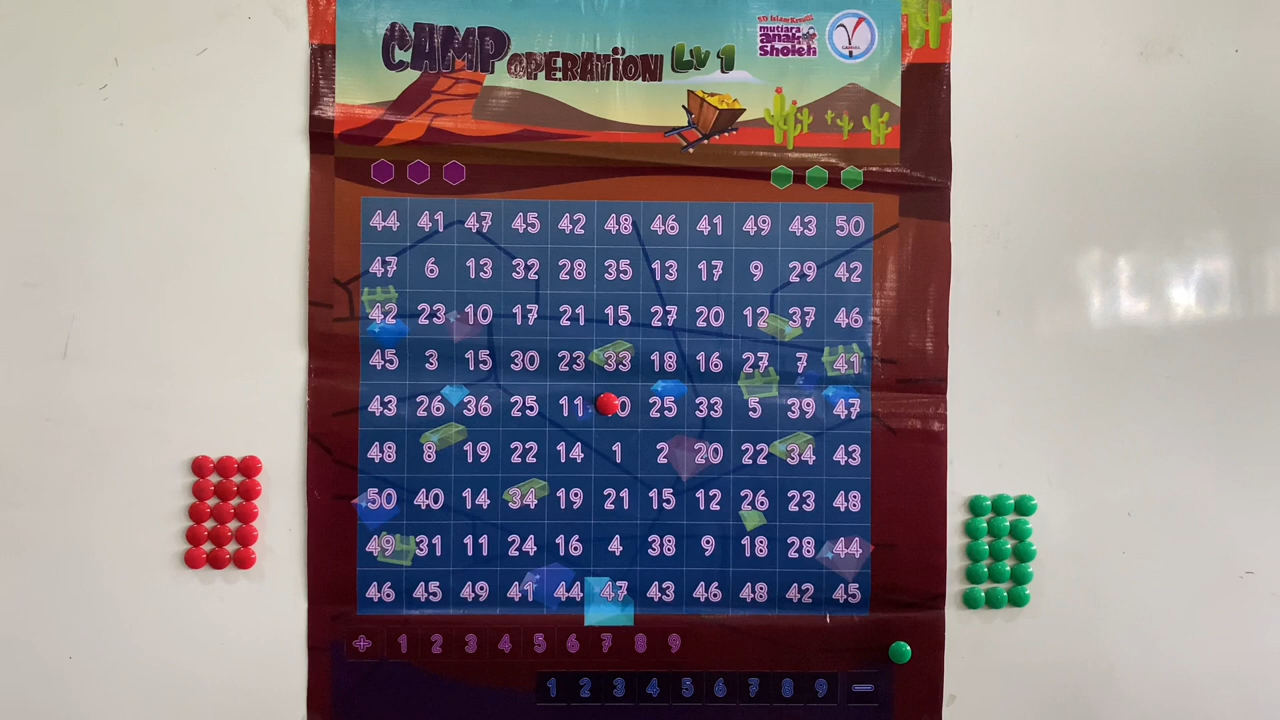 CAMP OPERATION LV 1
SD Islam Kreatif
mutiara
anak
Sholeh
44 41 47 45 42 48 46 41 49 43 50
47 6 13 32 28 35 13 17 9 29 42
42 23 10 17 21 15 27 20 12 37 46
45 3 15 30 23 33 18 16 27 7 41
43 26 36 25 11 0 25 33 5 39 47
48 8 19 22 14 1 2 20 22 34 43
50 40 14 34 19 21 15 12 26 23 48
49 31 11 24 16 4 38 9 18 28 44
46 45 49 41 44 47 43 46 48 42 45
+ 1 2 3 4 5 6 7 8 9
1 2 3 4 5 6 7 8 9 −